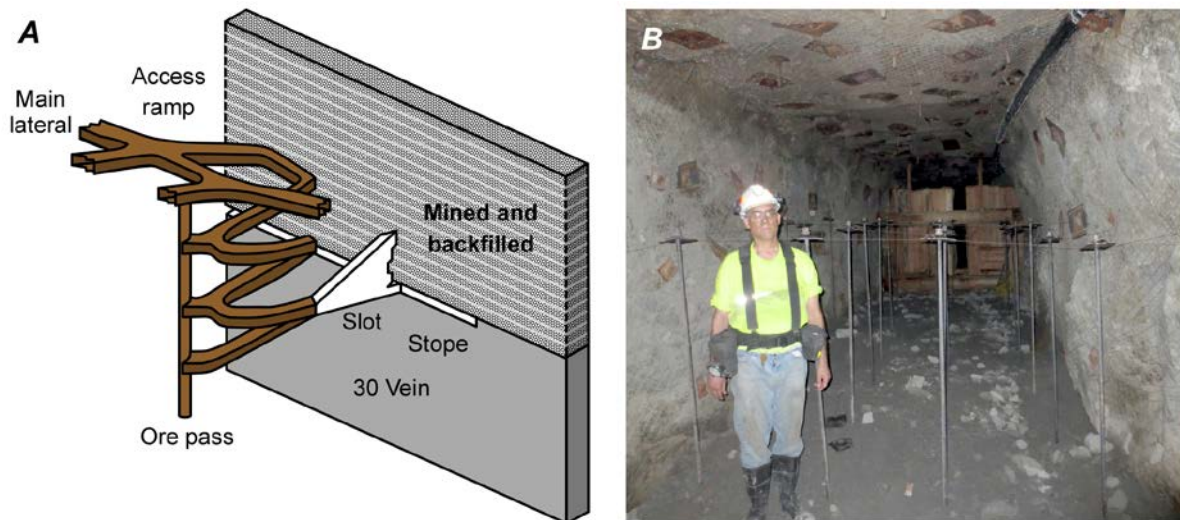 A
Access
ramp
Main
lateral
Mined and
backfilled
Slot
Stope
30 Vein
Ore pass
B